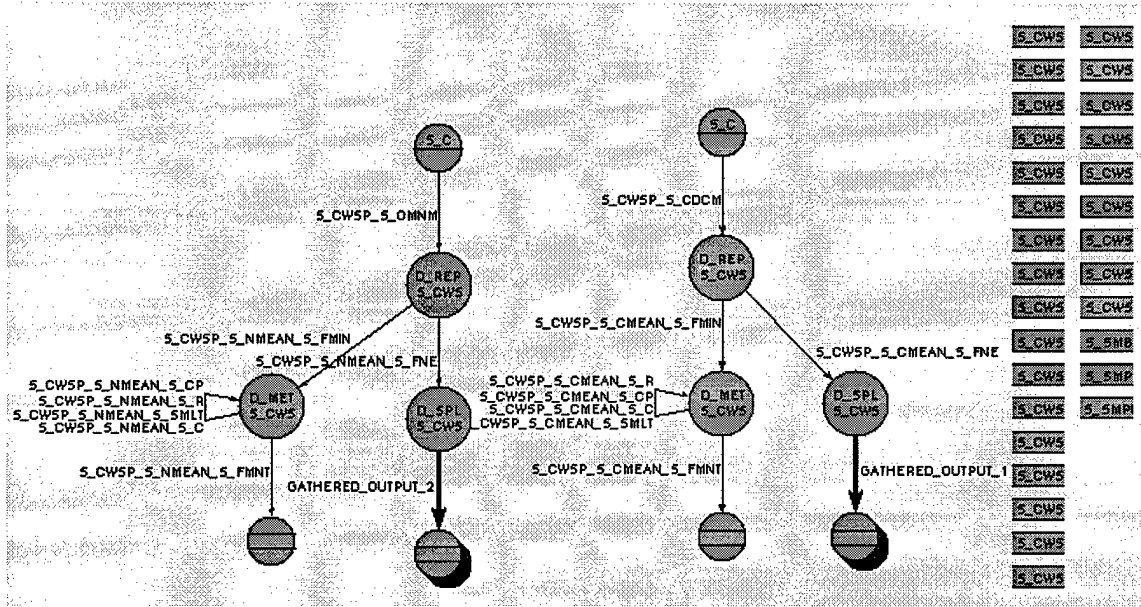 S_C
S_CWSP_S_OMNM
D_REP
S_CWS
S_CWSP_S_NMEAN_S_FMIN
S_CWSP_S_NMEAN_S_FNE
S_CWSP_S_NMEAN_S_CP
S_CWSP_S_NMEAN_S_R
S_CWSP_S_NMEAN_S_SMLT
S_CWSP_S_NMEAN_S_C
D_MET
S_CWS
D_SPL
S_CWS
S_CWSP_S_NMEAN_S_FMNT
GATHERED_OUTPUT_2
S_C
S_CWSP_S_CDCM
D_REP
S_CWS
S_CWSP_S_CMEAN_S_FMIN
S_CWSP_S_CMEAN_S_FNE
S_CWSP_S_CMEAN_S_R
S_CWSP_S_CMEAN_S_CP
S_CWSP_S_CMEAN_S_C
S_CWSP_S_CMEAN_S_SMLT
D_MET
S_CWS
D_SPL
S_CWS
S_CWSP_S_CMEAN_S_FMNT
GATHERED_OUTPUT_1
S_CWS S_CWS
S_CWS S_CWS
S_CWS S_CWS
S_CWS S_CWS
S_CWS S_CWS
S_CWS S_CWS
S_CWS S_CWS
S_CWS S_CWS
S_CWS S_CWS
S_CWS S_SMB
S_CWS S_SMP
S_CWS S_SMPI
S_CWS
S_CWS
S_CWS
S_CWS
S_CWS